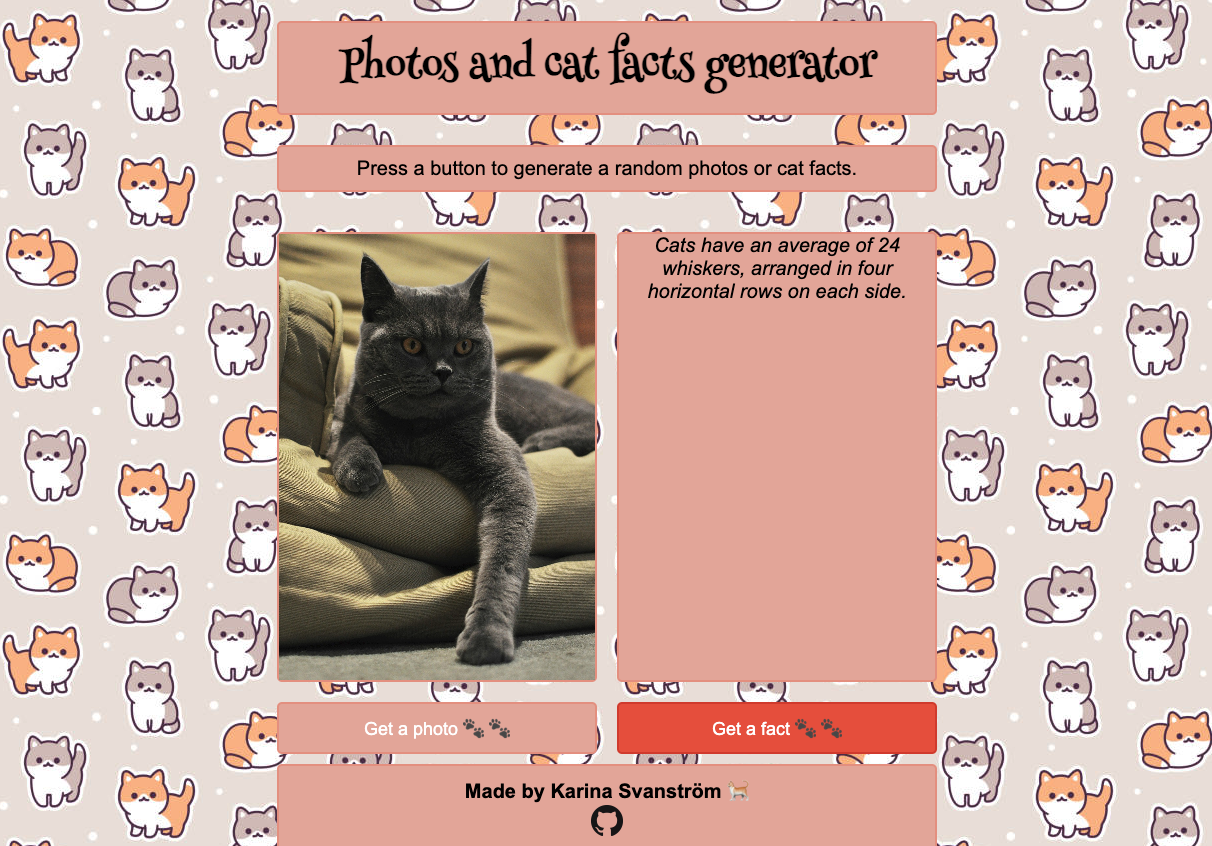 Photos and cat facts generator
Press a button to generate a random photos or cat facts.
Cats have an average of 24
whiskers, arranged in four
horizontal rows on each side.
Get a photo 🐾🐾
Get a fact 🐾🐾
Made by Karina Svanström 🐈